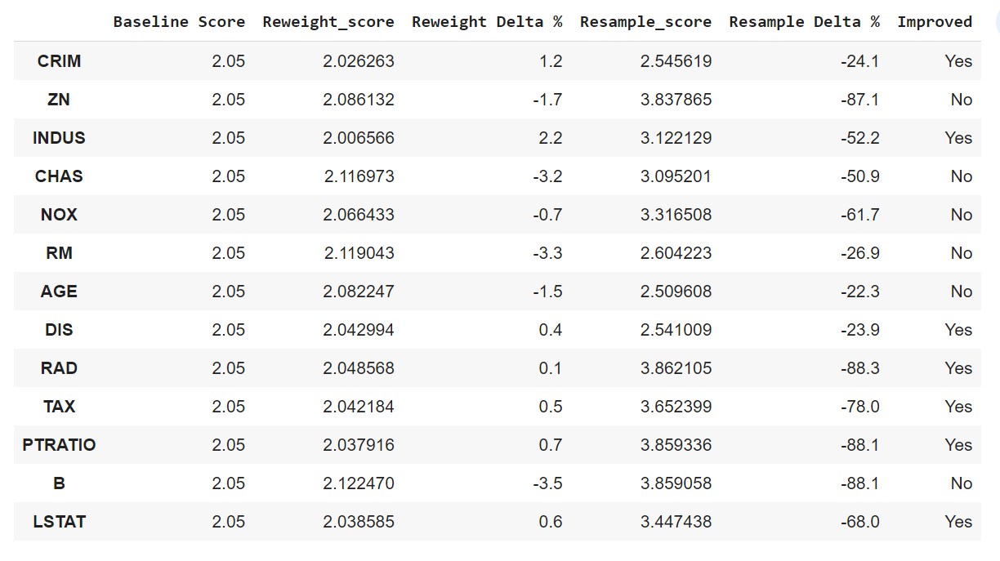 Baseline Score Reweight_score Reweight Delta % Resample_score Resample Delta % Improved
CRIM 2.05 2.026263 1.2 2.545619 -24.1 Yes
ZN 2.05 2.086132 -1.7 3.837865 -87.1 No
INDUS 2.05 2.006566 2.2 3.122129 -52.2 Yes
CHAS 2.05 2.116973 -3.2 3.095201 -50.9 No
NOX 2.05 2.066433 -0.7 3.316508 -61.7 No
RM 2.05 2.119043 -3.3 2.604223 -26.9 No
AGE 2.05 2.082247 -1.5 2.509608 -22.3 No
DIS 2.05 2.042994 0.4 2.541009 -23.9 Yes
RAD 2.05 2.048568 0.1 3.862105 -88.3 Yes
TAX 2.05 2.042184 0.5 3.652399 -78.0 Yes
PTRATIO 2.05 2.037916 0.7 3.859336 -88.1 Yes
B 2.05 2.122470 -3.5 3.859058 -88.1 No
LSTAT 2.05 2.038585 0.6 3.447438 -68.0 Yes